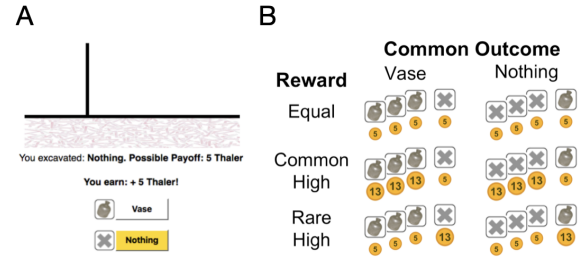 A
You excavated: Nothing. Possible Payoff: 5 Thaler
You earn: + 5 Thaler!
Vase
Nothing
B
Common Outcome
Reward
Vase
Nothing
Equal
5 5 5 5
5 5 5 5
Common
High
13 13 13 5
13 13 13 5
Rare
High
5 5 5 13
5 5 5 13